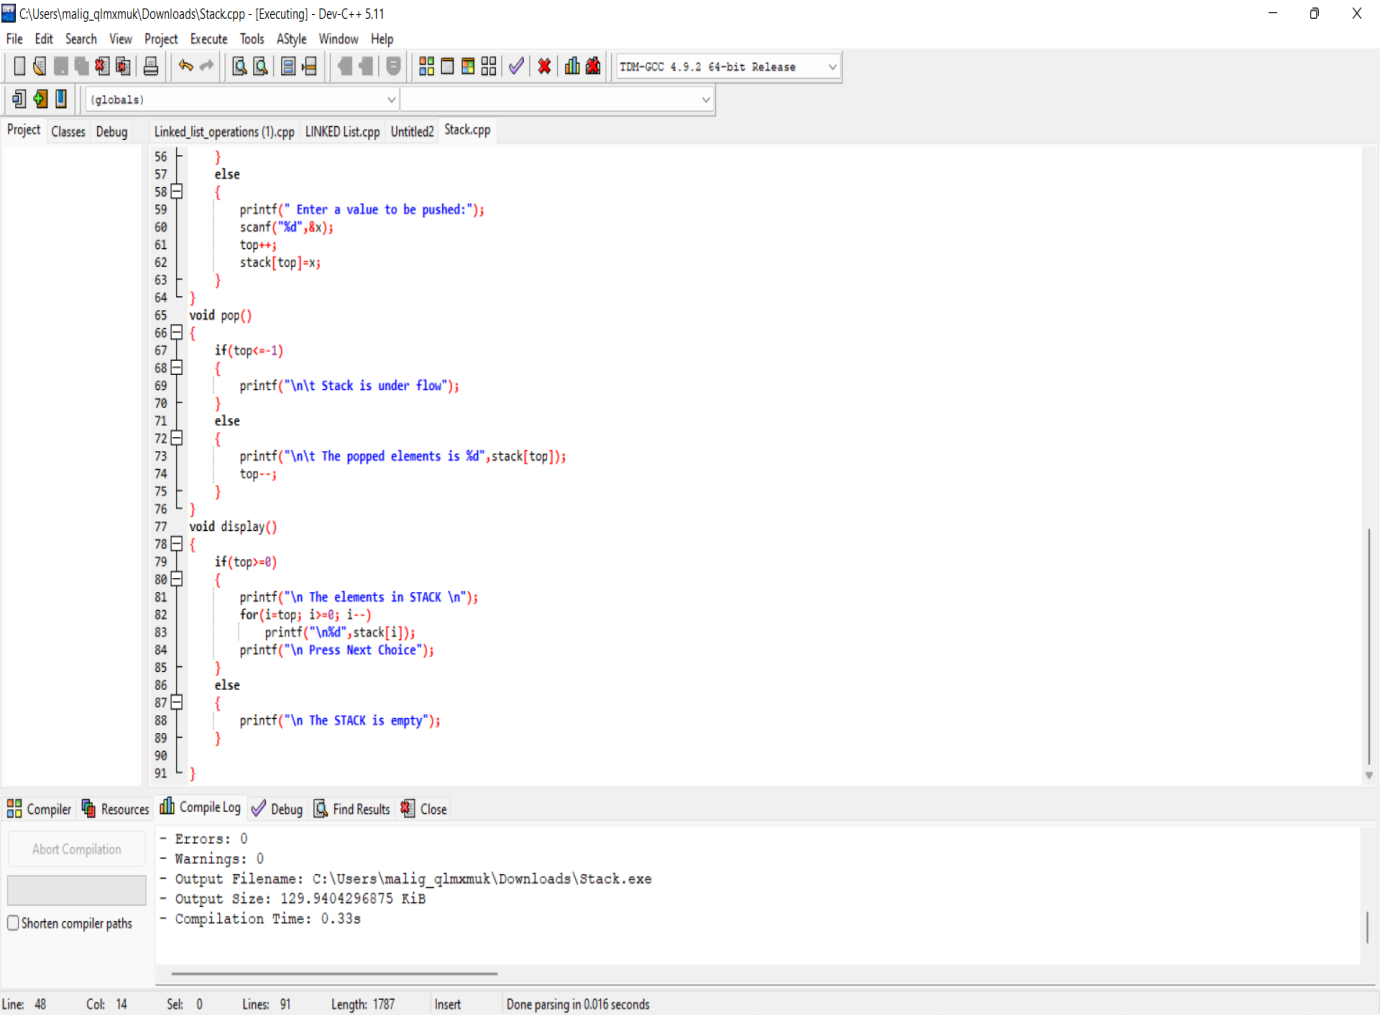 C:\Users\malig_qlmxmuk\Downloads\Stack.cpp - [Executing] - Dev-C++ 5.11
File Edit Search View Project Execute Tools AStyle Window Help
TDM-GCC 4.9.2 64-bit Release
(globals)
Project Classes Debug Linked_list_operations (1).cpp LINKED List.cpp Untitled2 Stack.cpp
56 }
57 else
58 {
59 printf(" Enter a value to be pushed:");
60 scanf("%d",&x);
61 top++;
62 stack[top]=x;
63 }
64 }
65 void pop()
66 {
67 if(top<=-1)
68 {
69 printf("\n\t Stack is under flow");
70 }
71 else
72 {
73 printf("\n\t The popped elements is %d",stack[top]);
74 top--;
75 }
76 }
77 void display()
78 {
79 if(top>=0)
80 {
81 printf("\n The elements in STACK \n");
82 for(i=top; i>=0; i--)
83 printf("\n%d",stack[i]);
84 printf("\n Press Next Choice");
85 }
86 else
87 {
88 printf("\n The STACK is empty");
89 }
90
91 }
Compiler Resources Compile Log Debug Find Results Close
Abort Compilation
Shorten compiler paths
- Errors: 0
- Warnings: 0
- Output Filename: C:\Users\malig_qlmxmuk\Downloads\Stack.exe
- Output Size: 129.9404296875 KiB
- Compilation Time: 0.33s
Line: 48 Col: 14 Sel: 0 Lines: 91 Length: 1787 Insert Done parsing in 0.016 seconds